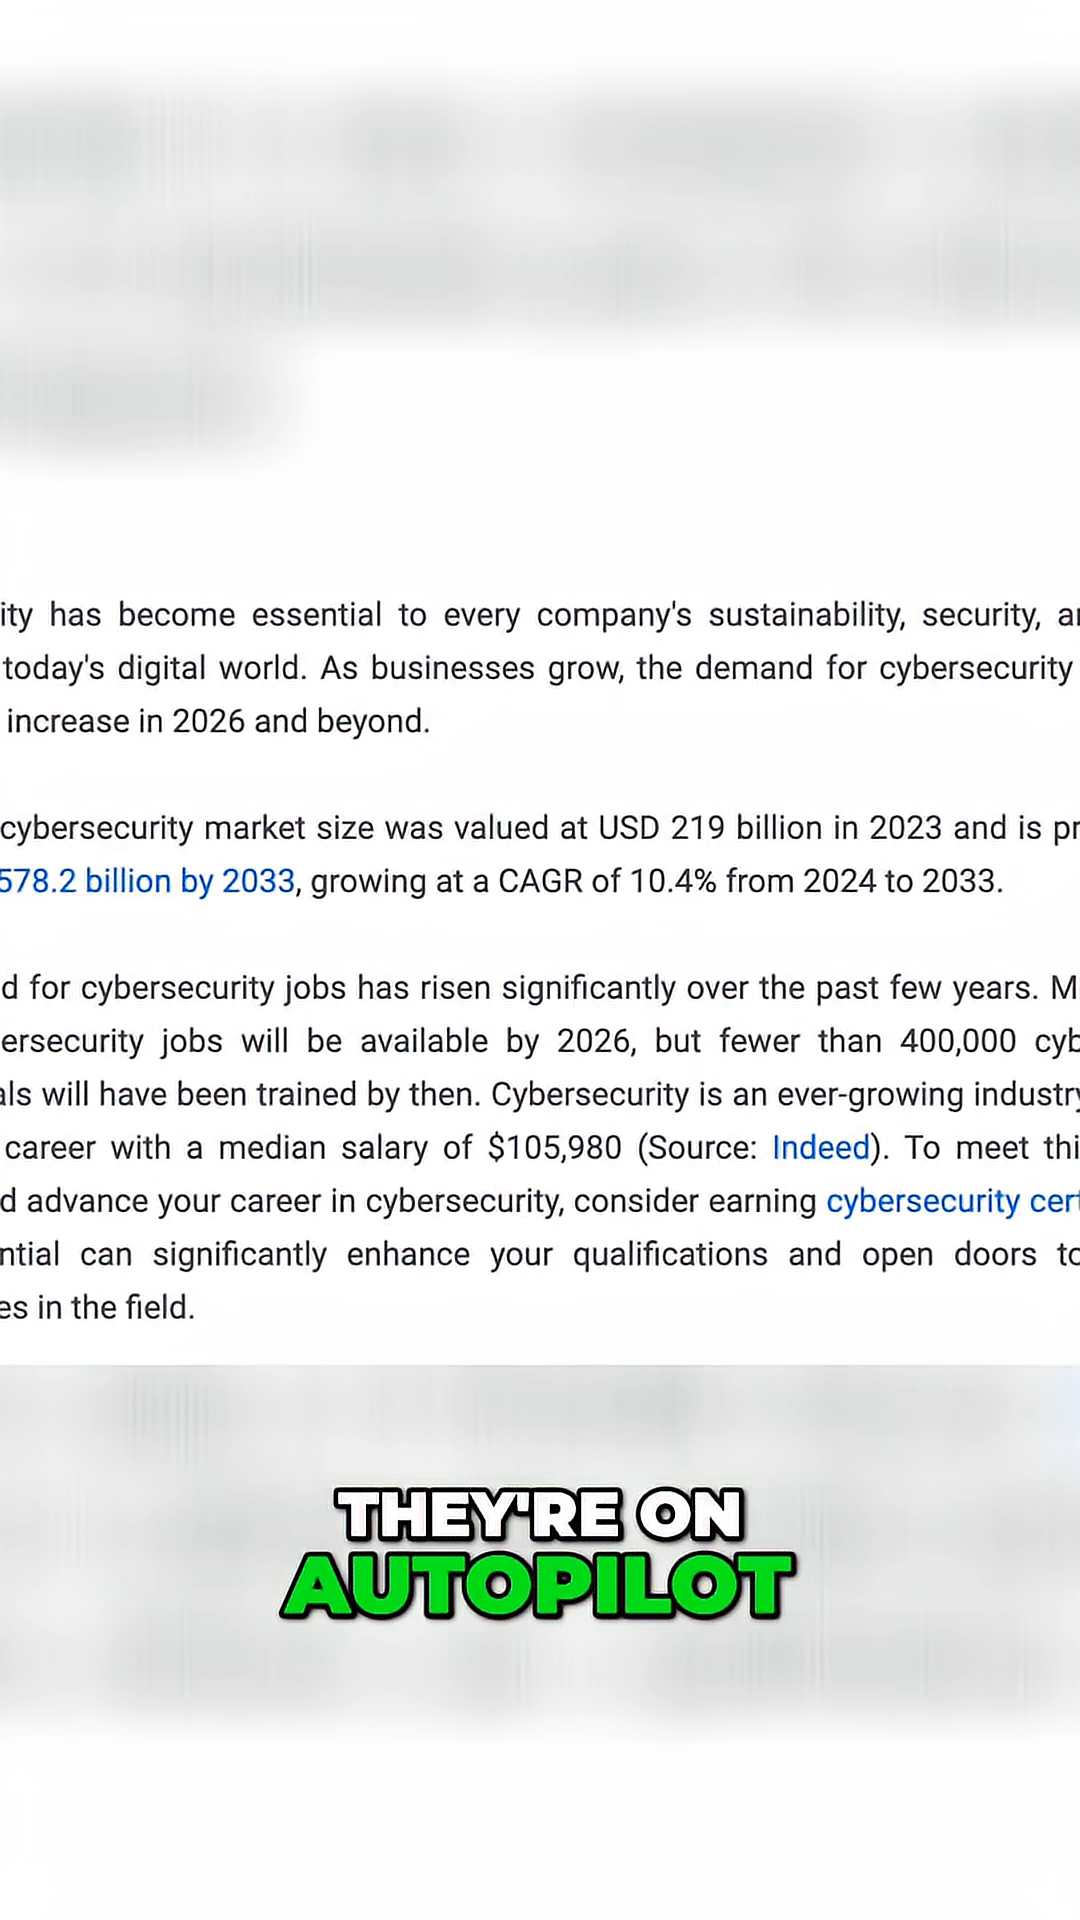 ity has become essential to every company's sustainability, security, a
today's digital world. As businesses grow, the demand for cybersecurity
increase in 2026 and beyond.
cybersecurity market size was valued at USD 219 billion in 2023 and is p
578.2 billion by 2033, growing at a CAGR of 10.4% from 2024 to 2033.
d for cybersecurity jobs has risen significantly over the past few years. M
ersecurity jobs will be available by 2026, but fewer than 400,000 cyb
als will have been trained by then. Cybersecurity is an ever-growing industry
career with a median salary of $105,980 (Source: Indeed). To meet thi
d advance your career in cybersecurity, consider earning cybersecurity cert
ntial can significantly enhance your qualifications and open doors to
es in the field.
THEY'RE ON
AUTOPILOT